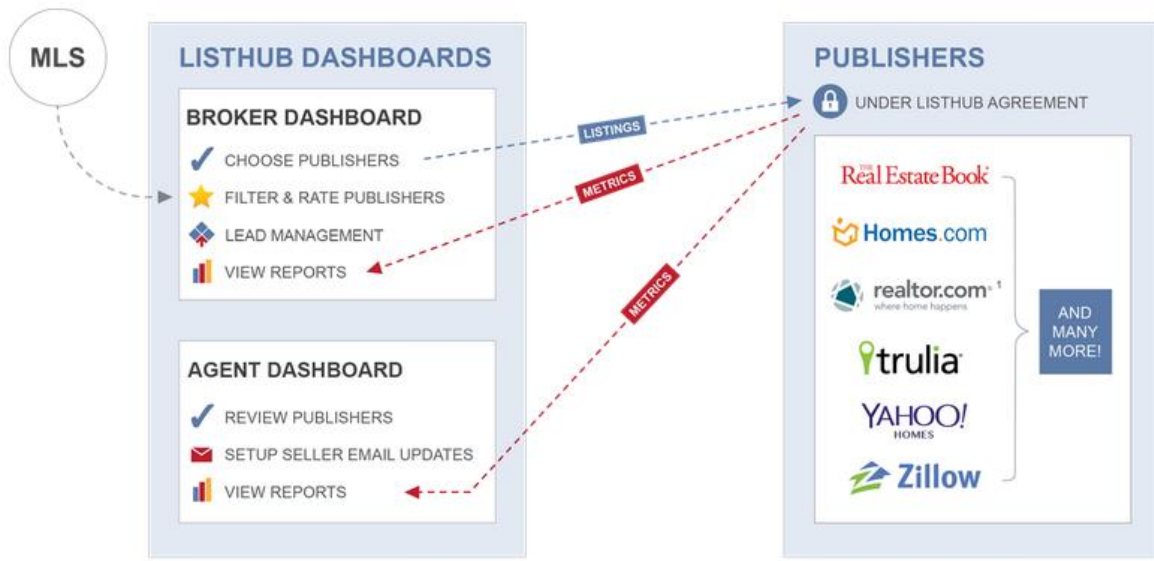 MLS
LISTHUB DASHBOARDS
BROKER DASHBOARD
CHOOSE PUBLISHERS
FILTER & RATE PUBLISHERS
LEAD MANAGEMENT
VIEW REPORTS
AGENT DASHBOARD
REVIEW PUBLISHERS
SETUP SELLER EMAIL UPDATES
VIEW REPORTS
LISTINGS
METRICS
METRICS
PUBLISHERS
UNDER LISTHUB AGREEMENT
THE
Real Estate Book
Homes.com
realtor.com® 1
where home happens
trulia
YAHOO!
HOMES
Zillow
AND
MANY
MORE!